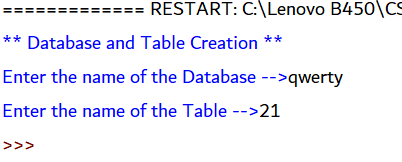 ============= RESTART: C:\Lenovo B450\CS
** Database and Table Creation **
Enter the name of the Database -->qwerty
Enter the name of the Table -->21
>>>